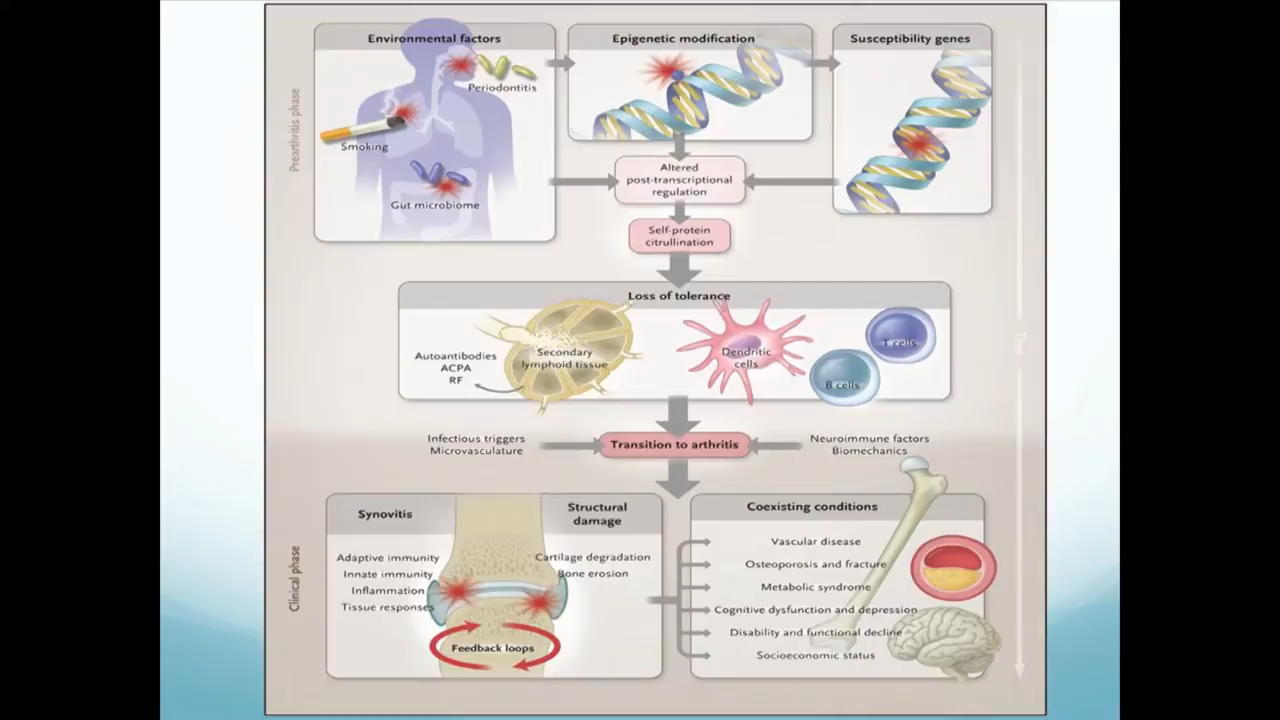 Environmental factors
Epigenetic modification
Susceptibility genes
Prearthritis phase
Periodontitis
Smoking
Gut microbiome
Altered
post-transcriptional
regulation
Self-protein
citrullination
Loss of tolerance
Autoantibodies
ACPA
RF
Secondary
lymphoid tissue
Dendritic
cells
T cells
B cells
Time
Infectious triggers
Microvasculature
Transition to arthritis
Neuroimmune factors
Biomechanics
Clinical phase
Synovitis
Structural
damage
Adaptive immunity
Innate immunity
Inflammation
Tissue responses
Cartilage degradation
Bone erosion
Feedback loops
Coexisting conditions
Vascular disease
Osteoporosis and fracture
Metabolic syndrome
Cognitive dysfunction and depression
Disability and functional decline
Socioeconomic status